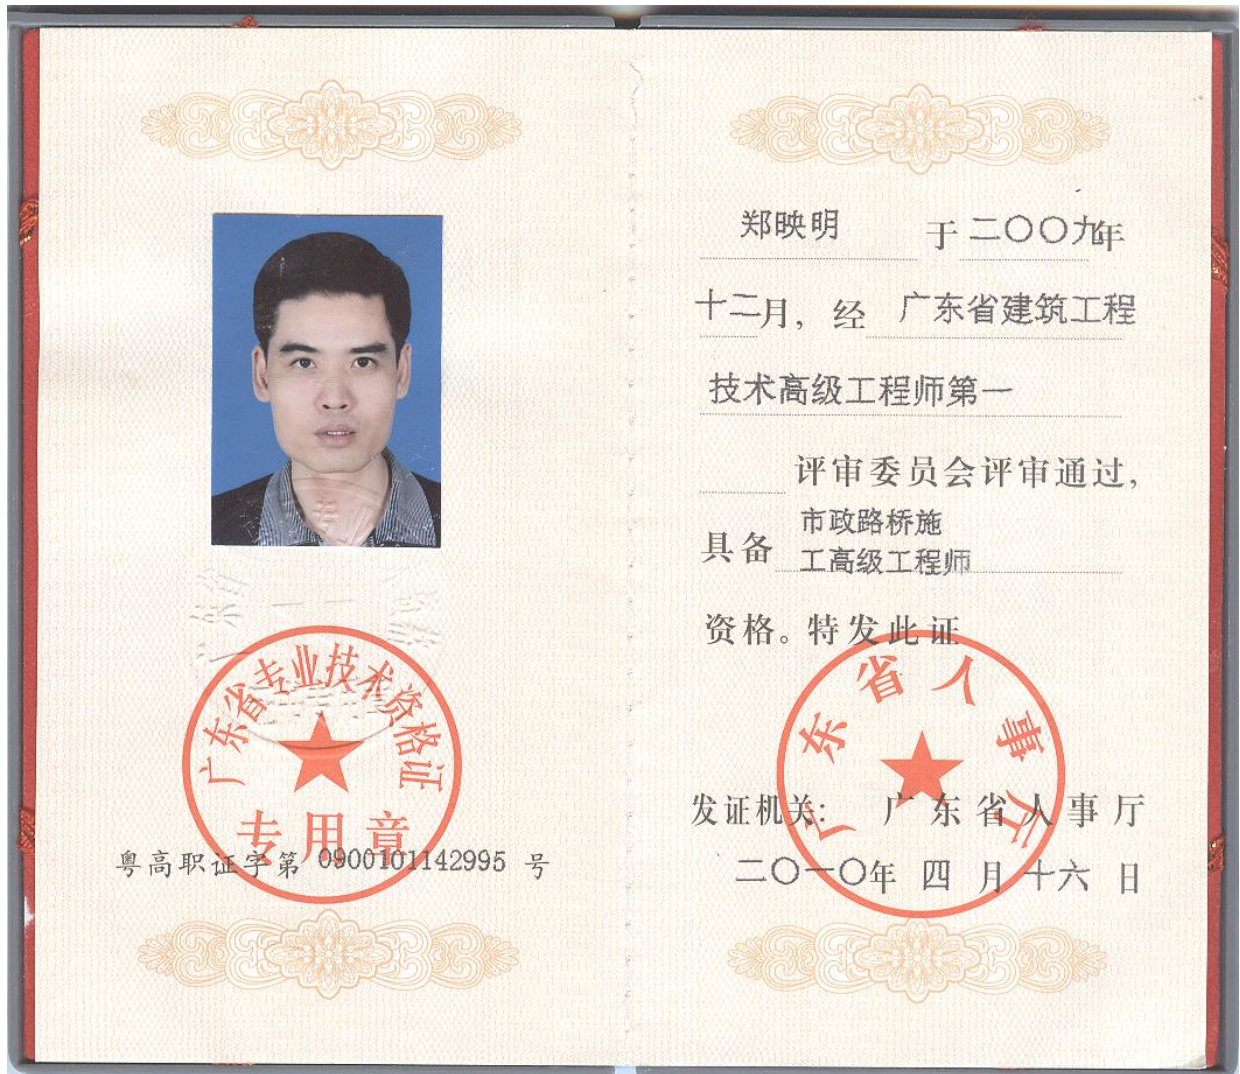 广东省专业技术资格证
专用章
粤高职证字第 0900101142995 号
郑映明 于二〇〇九年
十二月，经 广东省建筑工程
技术高级工程师第一
评审委员会评审通过，
具备 市政路桥施
工高级工程师
资格。特发此证
广东省人事厅
发证机关： 广东省人事厅
二〇一〇年 四 月 十六 日